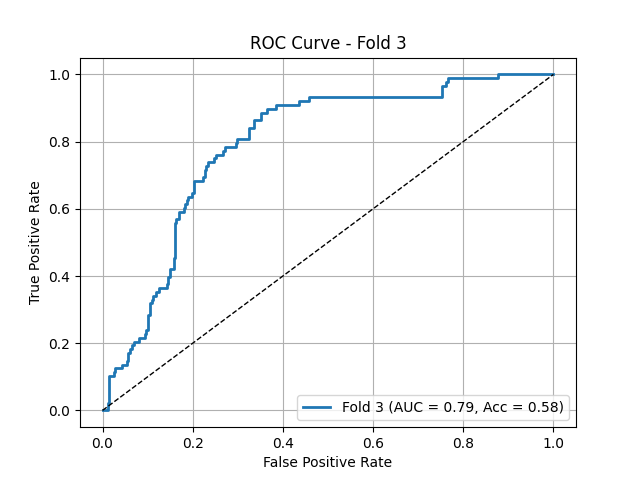 ROC Curve - Fold 3
True Positive Rate
1.0
0.8
0.6
0.4
0.2
0.0
Fold 3 (AUC = 0.79, Acc = 0.58)
0.0 0.2 0.4 0.6 0.8 1.0
False Positive Rate